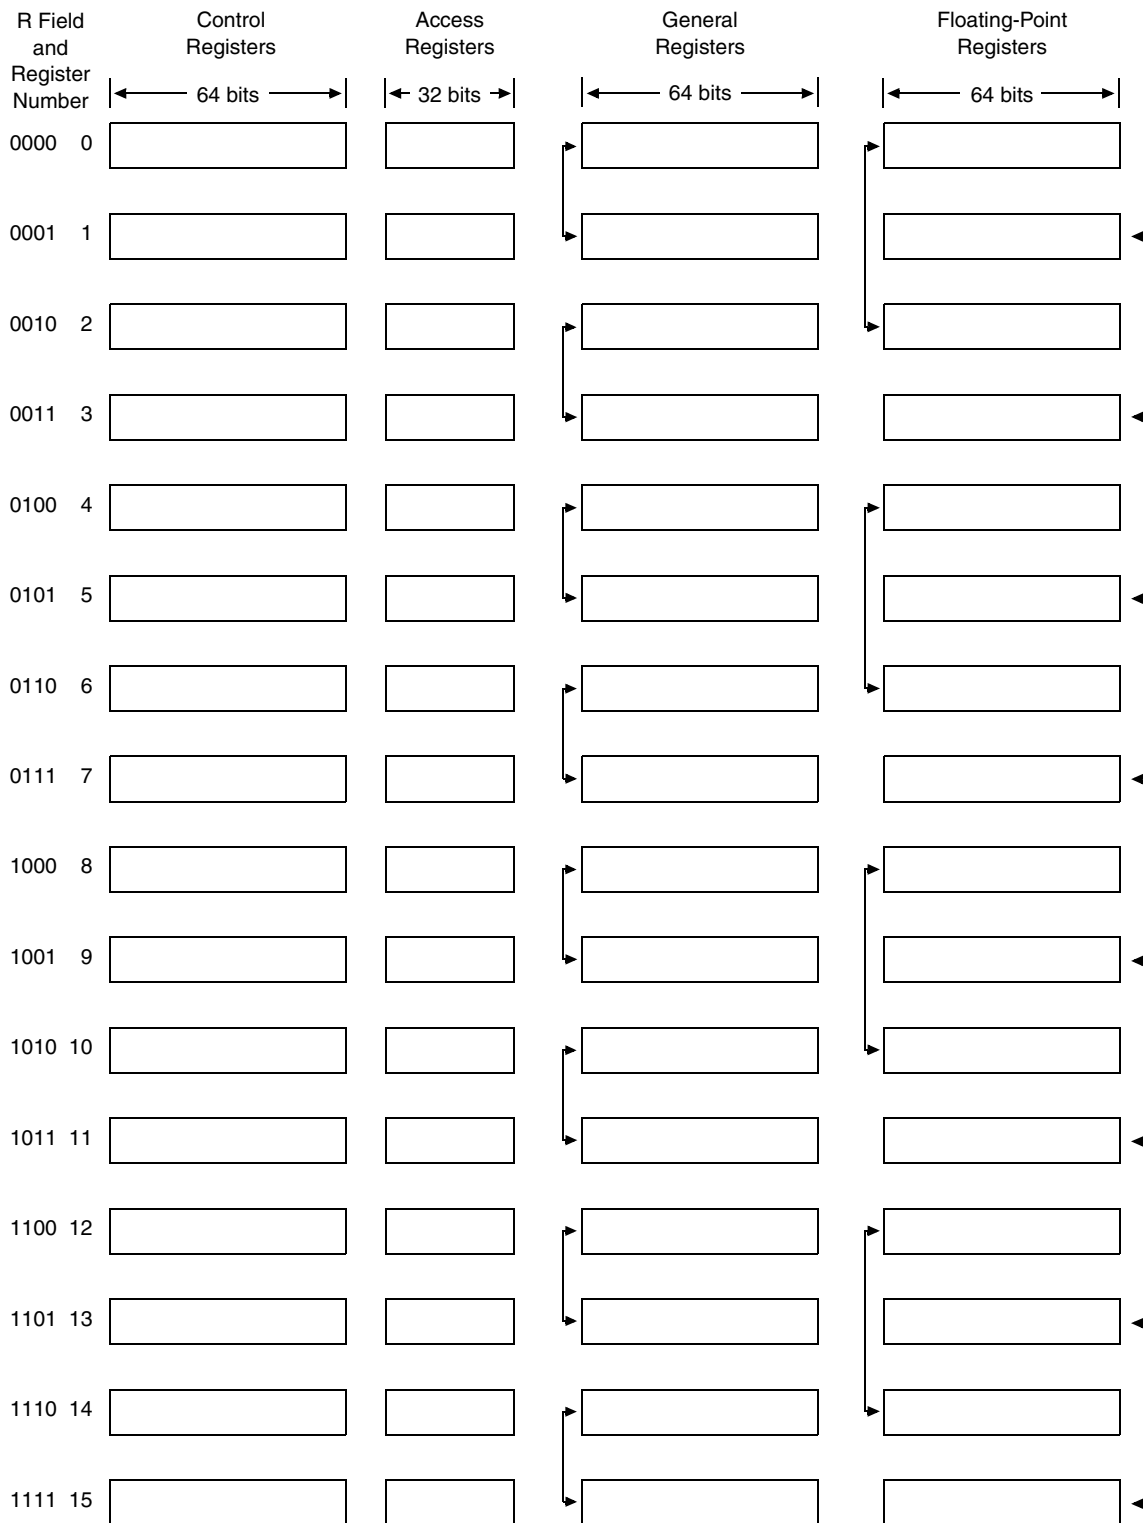 R Field
and
Register
Number
Control
Registers
Access
Registers
General
Registers
Floating-Point
Registers
64 bits
32 bits
64 bits
64 bits
0000 0
0001 1
0010 2
0011 3
0100 4
0101 5
0110 6
0111 7
1000 8
1001 9
1010 10
1011 11
1100 12
1101 13
1110 14
1111 15